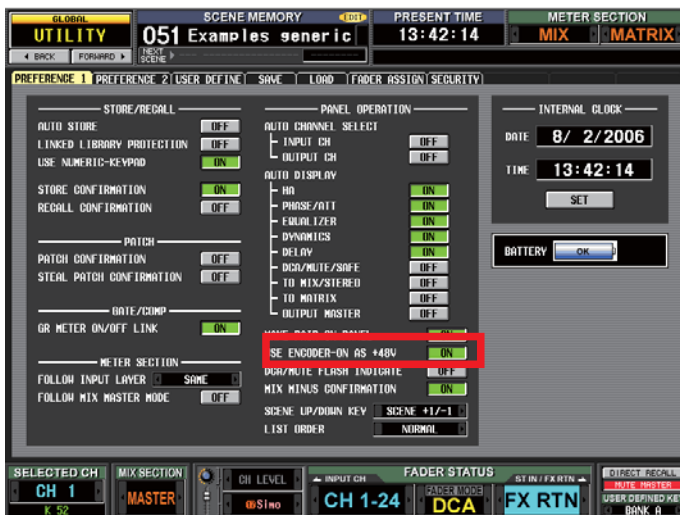 GLOBAL
UTILITY
BACK FORWARD
SCENE MEMORY EDIT
051 Examples generic
NEXT SCENE
PRESENT TIME
13:42:14
METER SECTION
MIX MATRIX
PREFERENCE 1 PREFERENCE 2 USER DEFINE SAVE LOAD FADER ASSIGN SECURITY
STORE/RECALL
AUTO STORE OFF
LINKED LIBRARY PROTECTION OFF
USE NUMERIC-KEYPAD ON
STORE CONFIRMATION ON
RECALL CONFIRMATION OFF
PATCH
PATCH CONFIRMATION OFF
STEAL PATCH CONFIRMATION OFF
GATE/COMP
GR METER ON/OFF LINK ON
METER SECTION
FOLLOW INPUT LAYER SAME
FOLLOW MIX MASTER MODE OFF
PANEL OPERATION
AUTO CHANNEL SELECT
INPUT CH OFF
OUTPUT CH OFF
AUTO DISPLAY
HA ON
PHASE/ATT ON
EQUALIZER ON
DYNAMICS ON
DELAY ON
DCA/MUTE/SAFE OFF
TO MIX/STEREO OFF
TO MATRIX OFF
OUTPUT MASTER OFF
PAIR ON PANEL ON
SE ENCODER-ON AS +48V ON
DCA/MUTE FLASH INDICATE OFF
MIX MINUS CONFIRMATION ON
SCENE UP/DOWN KEY SCENE +1/-1
LIST ORDER NORMAL
INTERNAL CLOCK
DATE 8/ 2/2006
TIME 13:42:14
SET
BATTERY OK
SELECTED CH
CH 1
K 52
MIX SECTION
MASTER
CH LEVEL
FADER STATUS
INPUT CH
CH 1-24
FADER MODE
DCA
ST IN / FX RTN
FX RTN
DIRECT RECALL
MUTE MASTER
USER DEFINED KEY
BANK A